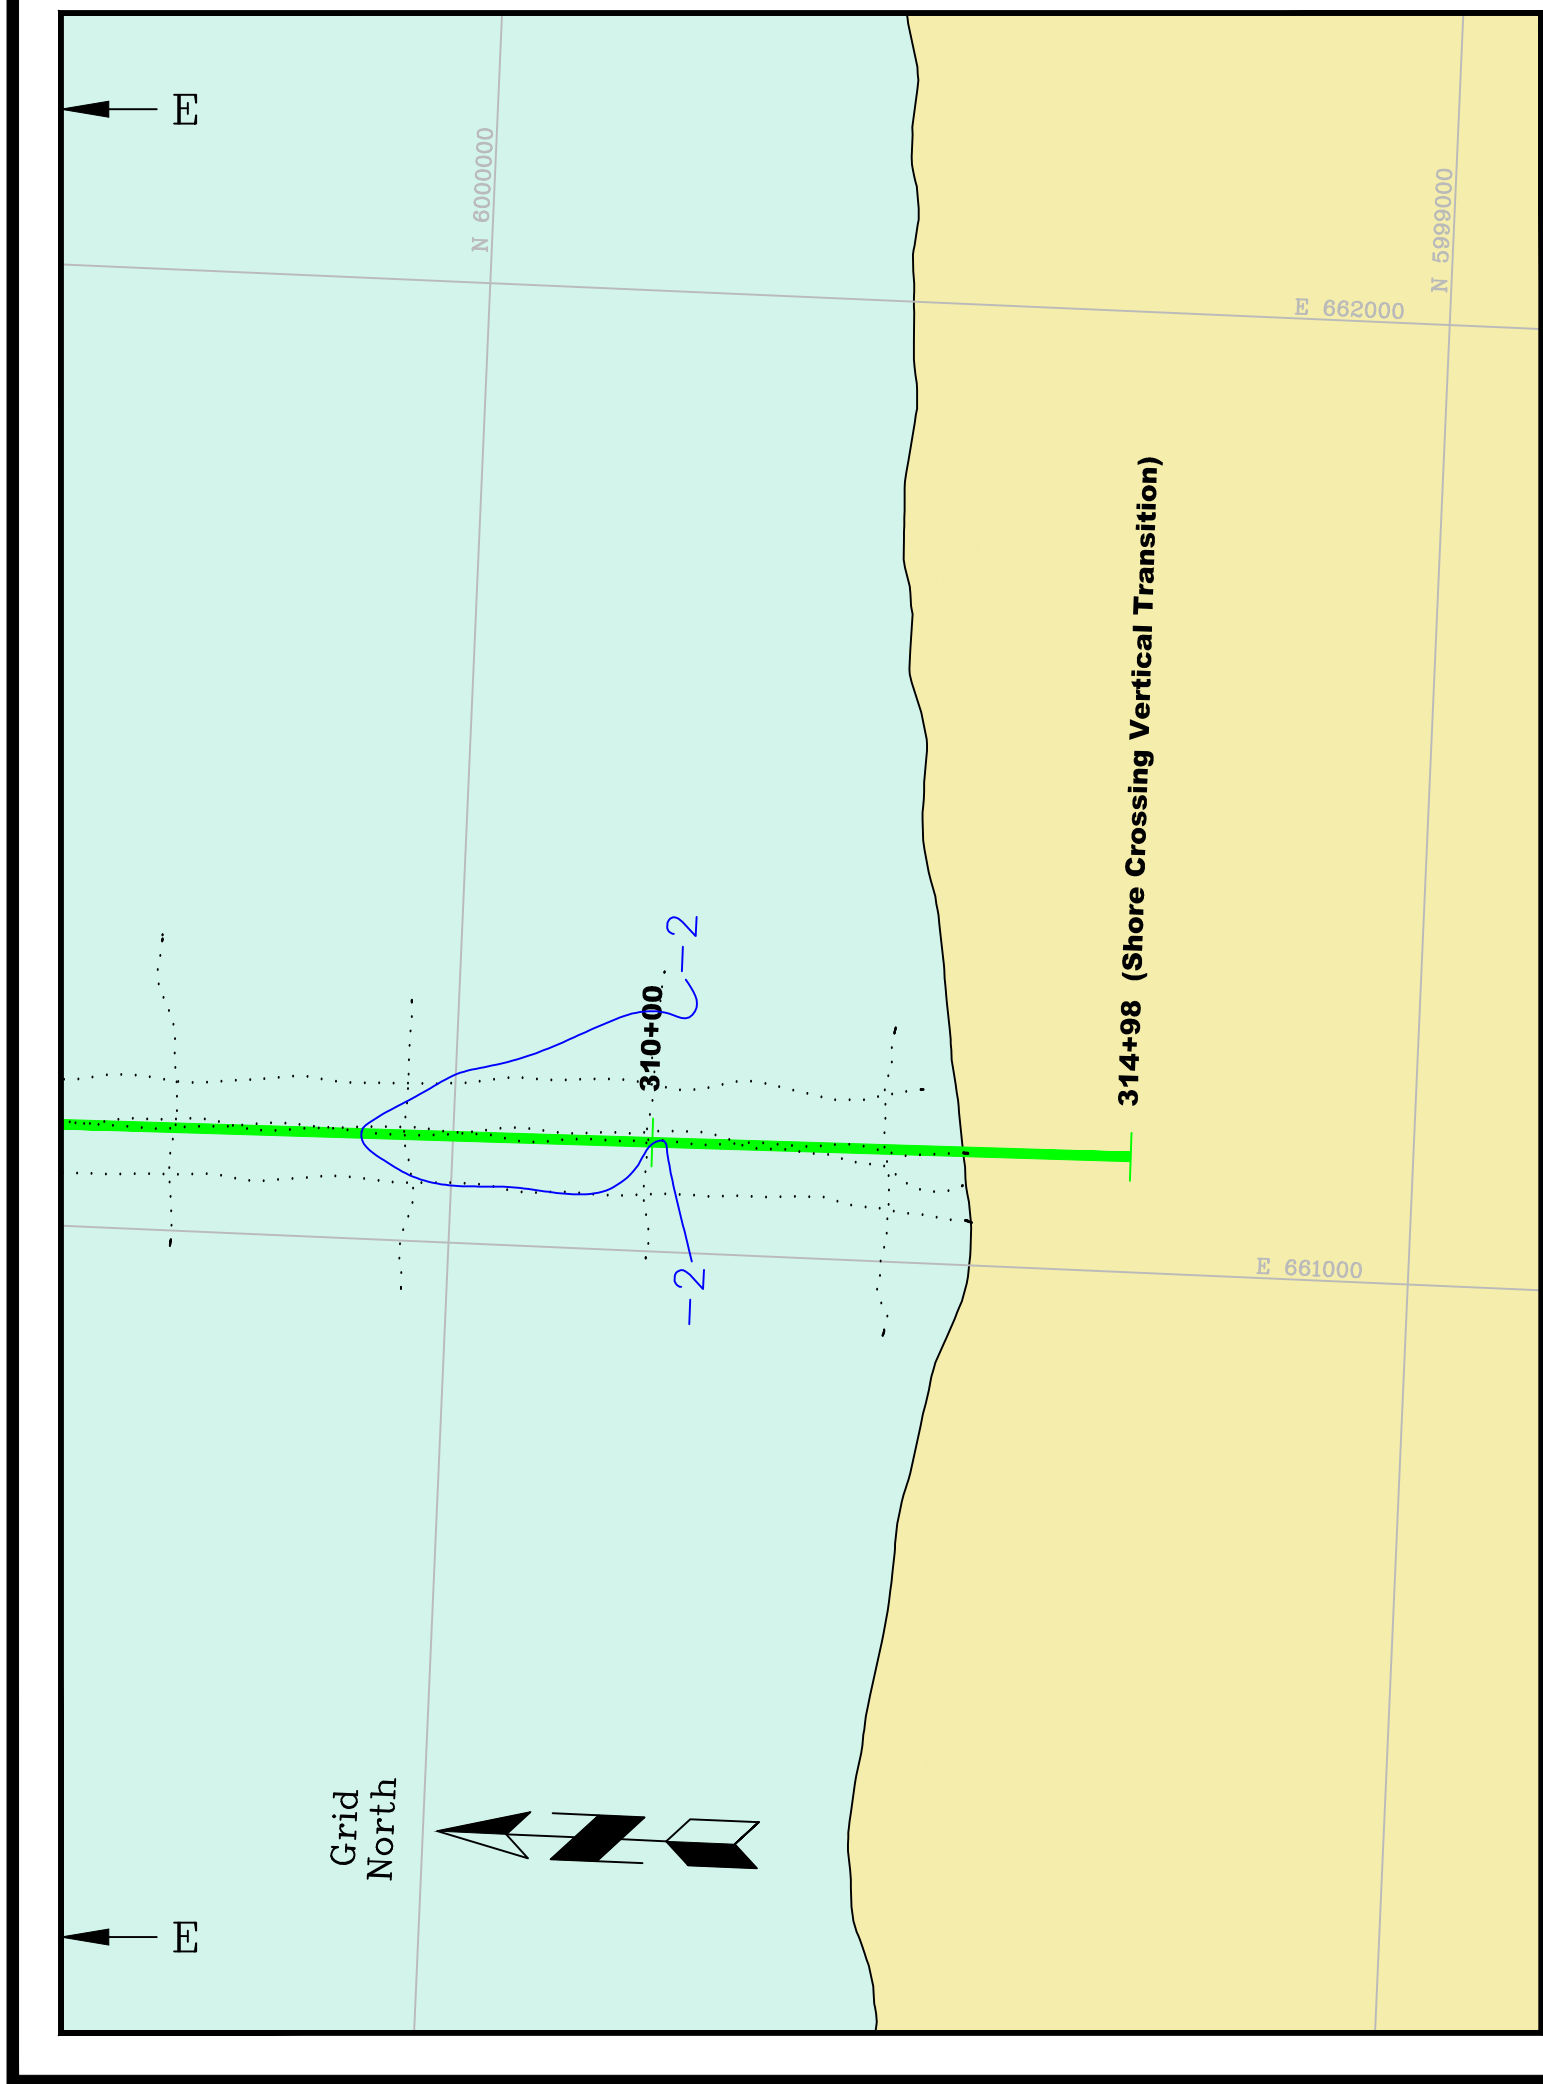 E
N 6000000
N 5999000
E 662000
314+98 (Shore Crossing Vertical Transition)
-2
310+00
E 661000
-2
Grid
North
E